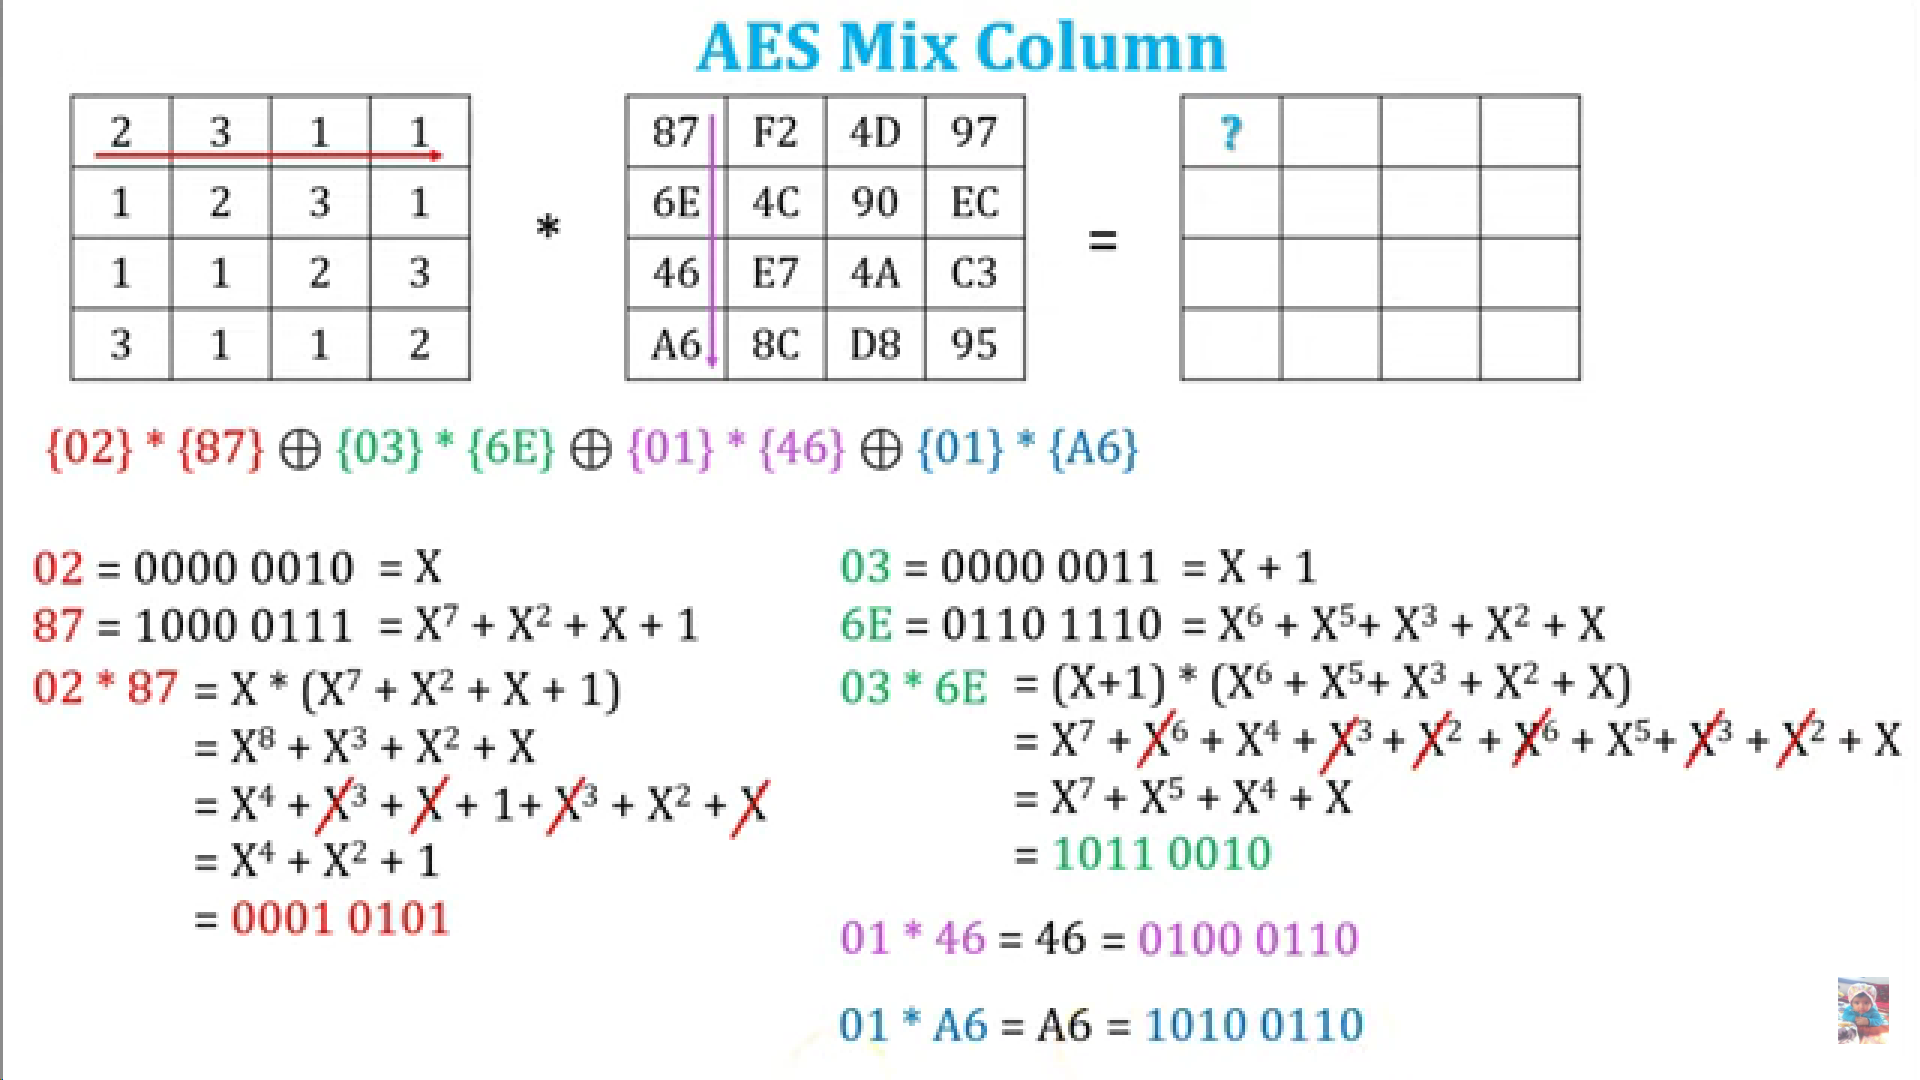 AES Mix Column
2 3 1 1
1 2 3 1
1 1 2 3
3 1 1 2
*
87 F2 4D 97
6E 4C 90 EC
46 E7 4A C3
A6 8C D8 95
=
?
{02} * {87} ⊕ {03} * {6E} ⊕ {01} * {46} ⊕ {01} * {A6}
02 = 0000 0010 = X
87 = 1000 0111 = X⁷ + X² + X + 1
02 * 87 = X * (X⁷ + X² + X + 1)
= X⁸ + X³ + X² + X
= X⁴ + X³ + X + 1+ X³ + X² + X
= X⁴ + X² + 1
= 0001 0101
03 = 0000 0011 = X + 1
6E = 0110 1110 = X⁶ + X⁵+ X³ + X² + X
03 * 6E = (X+1) * (X⁶ + X⁵+ X³ + X² + X)
= X⁷ + X⁶ + X⁴ + X³ + X² + X⁶ + X⁵+ X³ + X² + X
= X⁷ + X⁵ + X⁴ + X
= 1011 0010
01 * 46 = 46 = 0100 0110
01 * A6 = A6 = 1010 0110